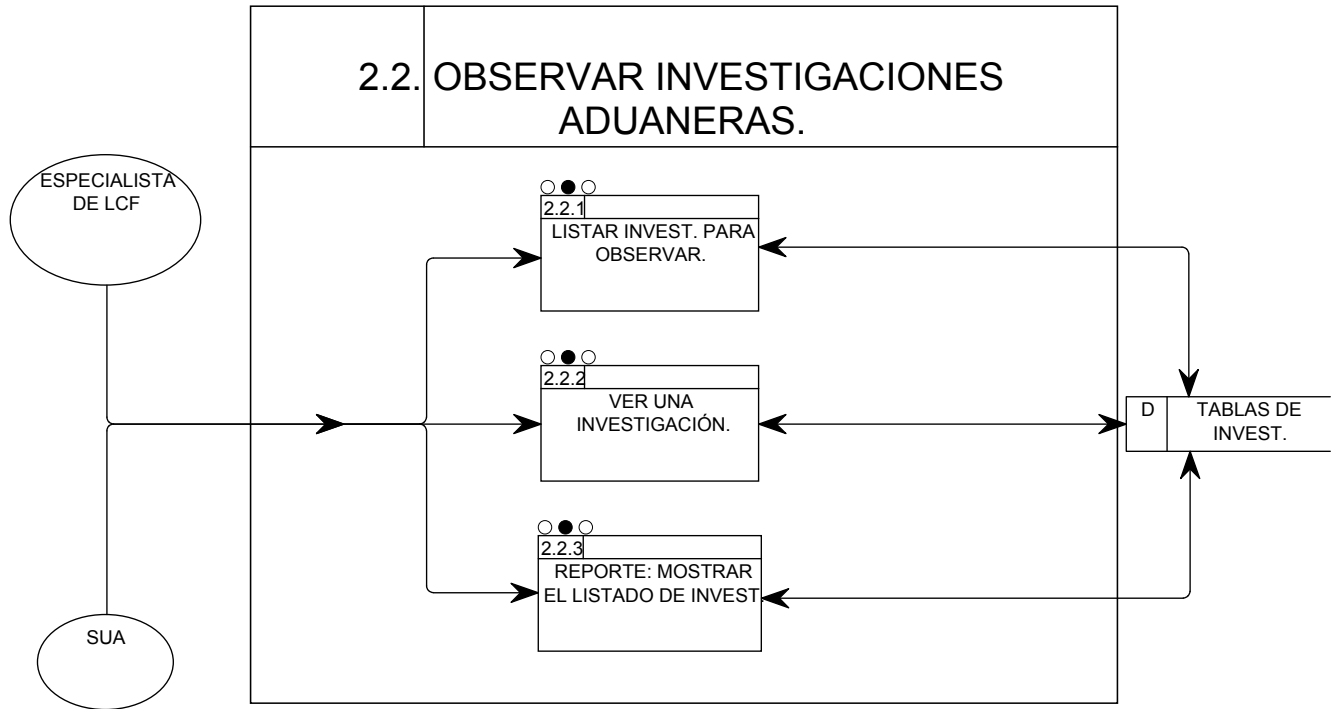 2.2. OBSERVAR INVESTIGACIONES
ADUANERAS.
ESPECIALISTA
DE LCF
2.2.1
LISTAR INVEST. PARA
OBSERVAR.
2.2.2
VER UNA
INVESTIGACIÓN.
D
TABLAS DE
INVEST.
2.2.3
REPORTE: MOSTRAR
EL LISTADO DE INVEST
SUA